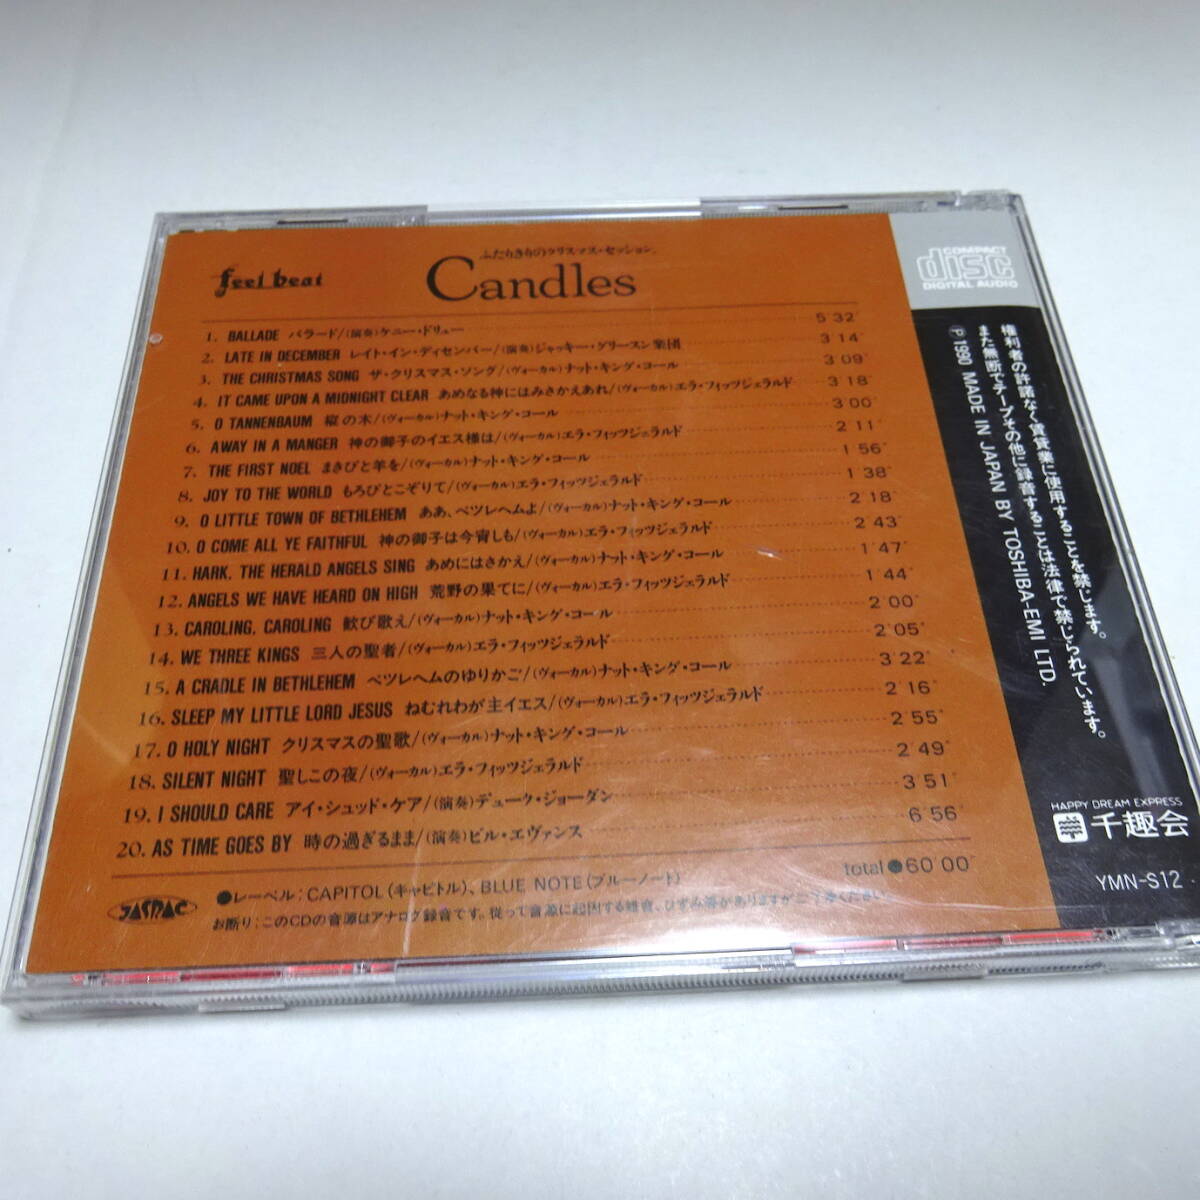 ふたりきりのクリスマス・セッション。
feel beat
Candles
1. BALLADE バラード/(演奏)ケニー・ドリュー 5′32″
2. LATE IN DECEMBER レイト・イン・ディセンバー/(演奏)ジャッキー・グリースン楽団 3′14″
3. THE CHRISTMAS SONG ザ・クリスマス・ソング/(ヴォーカル)ナット・キング・コール 3′09″
4. IT CAME UPON A MIDNIGHT CLEAR あめなる神にはみさかえあれ/(ヴォーカル)エラ・フィッツジェラルド 3′18″
5. O TANNENBAUM 樅の木/(ヴォーカル)ナット・キング・コール 3′00″
6. AWAY IN A MANGER 神の御子のイエス様は/(ヴォーカル)エラ・フィッツジェラルド 2′11″
7. THE FIRST NOEL まきびと羊を/(ヴォーカル)ナット・キング・コール 1′56″
8. JOY TO THE WORLD もろびとこぞりて/(ヴォーカル)エラ・フィッツジェラルド 1′38″
9. O LITTLE TOWN OF BETHLEHEM ああ、ベツレヘムよ/(ヴォーカル)ナット・キング・コール 2′18″
10. O COME ALL YE FAITHFUL 神の御子は今宵しも/(ヴォーカル)エラ・フィッツジェラルド 2′43″
11. HARK, THE HERALD ANGELS SING あめにはさかえ/(ヴォーカル)ナット・キング・コール 1′47″
12. ANGELS WE HAVE HEARD ON HIGH 荒野の果てに/(ヴォーカル)エラ・フィッツジェラルド 1′44″
13. CAROLING, CAROLING 歓び歌え/(ヴォーカル)ナット・キング・コール 2′00″
14. WE THREE KINGS 三人の聖者/(ヴォーカル)エラ・フィッツジェラルド 2′05″
15. A CRADLE IN BETHLEHEM ベツレヘムのゆりかご/(ヴォーカル)ナット・キング・コール 3′22″
16. SLEEP MY LITTLE LORD JESUS ねむれわが主イエス/(ヴォーカル)エラ・フィッツジェラルド 2′16″
17. O HOLY NIGHT クリスマスの聖歌/(ヴォーカル)ナット・キング・コール 2′55″
18. SILENT NIGHT 聖しこの夜/(ヴォーカル)エラ・フィッツジェラルド 2′49″
19. I SHOULD CARE アイ・シュッド・ケア/(演奏)デューク・ジョーダン 3′51″
20. AS TIME GOES BY 時の過ぎるまま/(演奏)ビル・エヴァンス 6′56″
total●60′00″
JASRAC
●レーベル:CAPITOL(キャピトル)、BLUE NOTE(ブルーノート)
お断り:このCDの音源はアナログ録音です。従って音源に起因する雑音、ひずみ等がありますがご了承ください。
COMPACT
disc
DIGITAL AUDIO
権利者の許諾なく賃貸業に使用することを禁じます。
また無断でテープその他に録音することは法律で禁じられています。
Ⓟ 1990 MADE IN JAPAN BY TOSHIBA-EMI LTD.
HAPPY DREAM EXPRESS
千趣会
YMN-S12